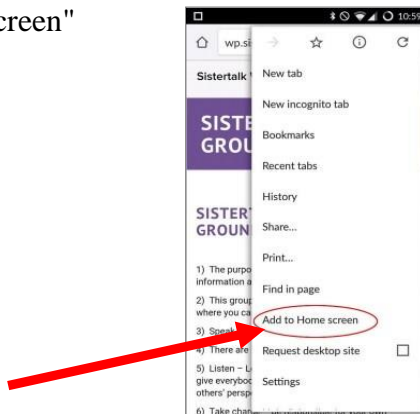 creen"
10:59
wp.si
Sistertalk
New tab
New incognito tab
SISTE
GROU
Bookmarks
Recent tabs
History
SISTER
GROUN
Share...
Print...
1) The purpo
information a
Find in page
2) This group
where you ca
Add to Home screen
3) Speak
4) There are
Request desktop site
5) Listen – L
give everybod
Settings
others' persp
6) Take char